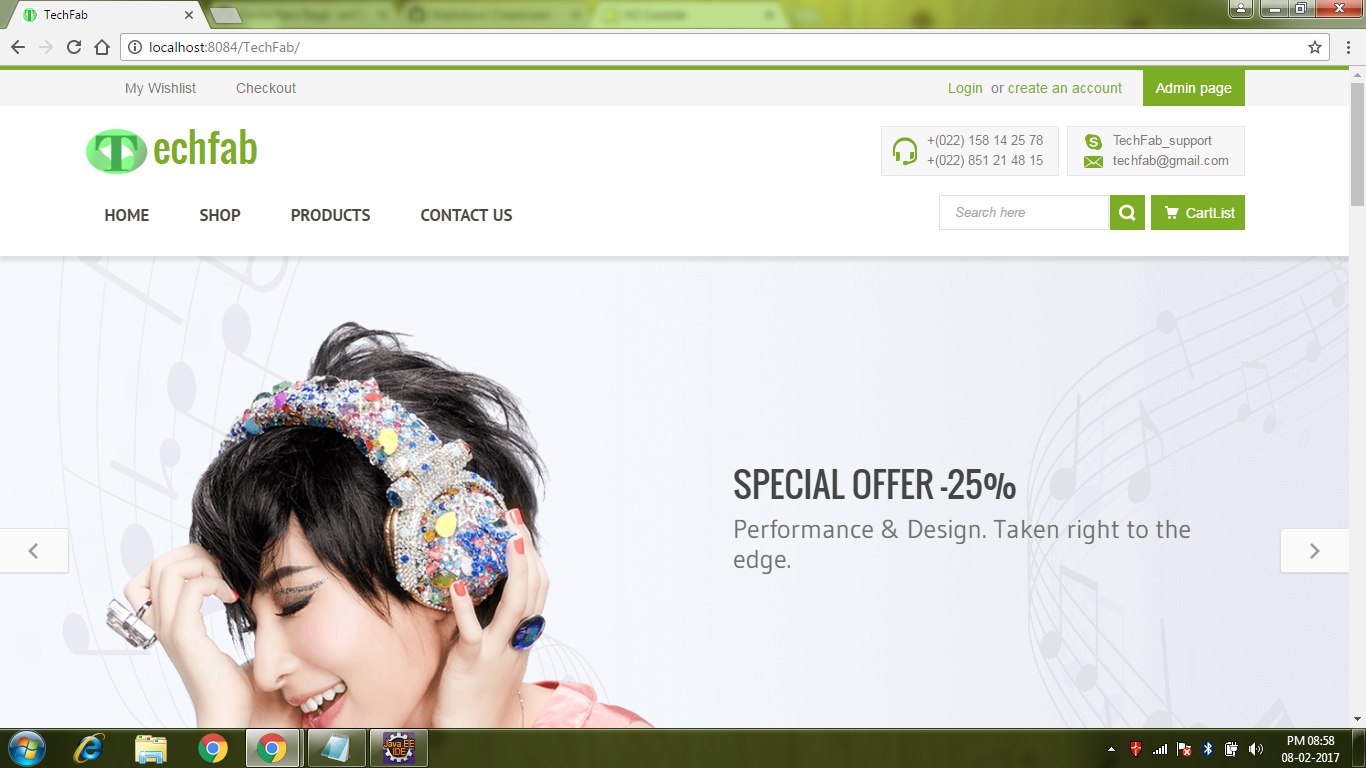 TechFab
localhost:8084/TechFab/
My Wishlist Checkout Login or create an account Admin page
Techfab
+(022) 158 14 25 78 TechFab_support
+(022) 851 21 48 15 techfab@gmail.com
HOME SHOP PRODUCTS CONTACT US Search here CartList
SPECIAL OFFER -25%
Performance & Design. Taken right to the
edge.
Java EE
IDE
PM 08:58
08-02-2017